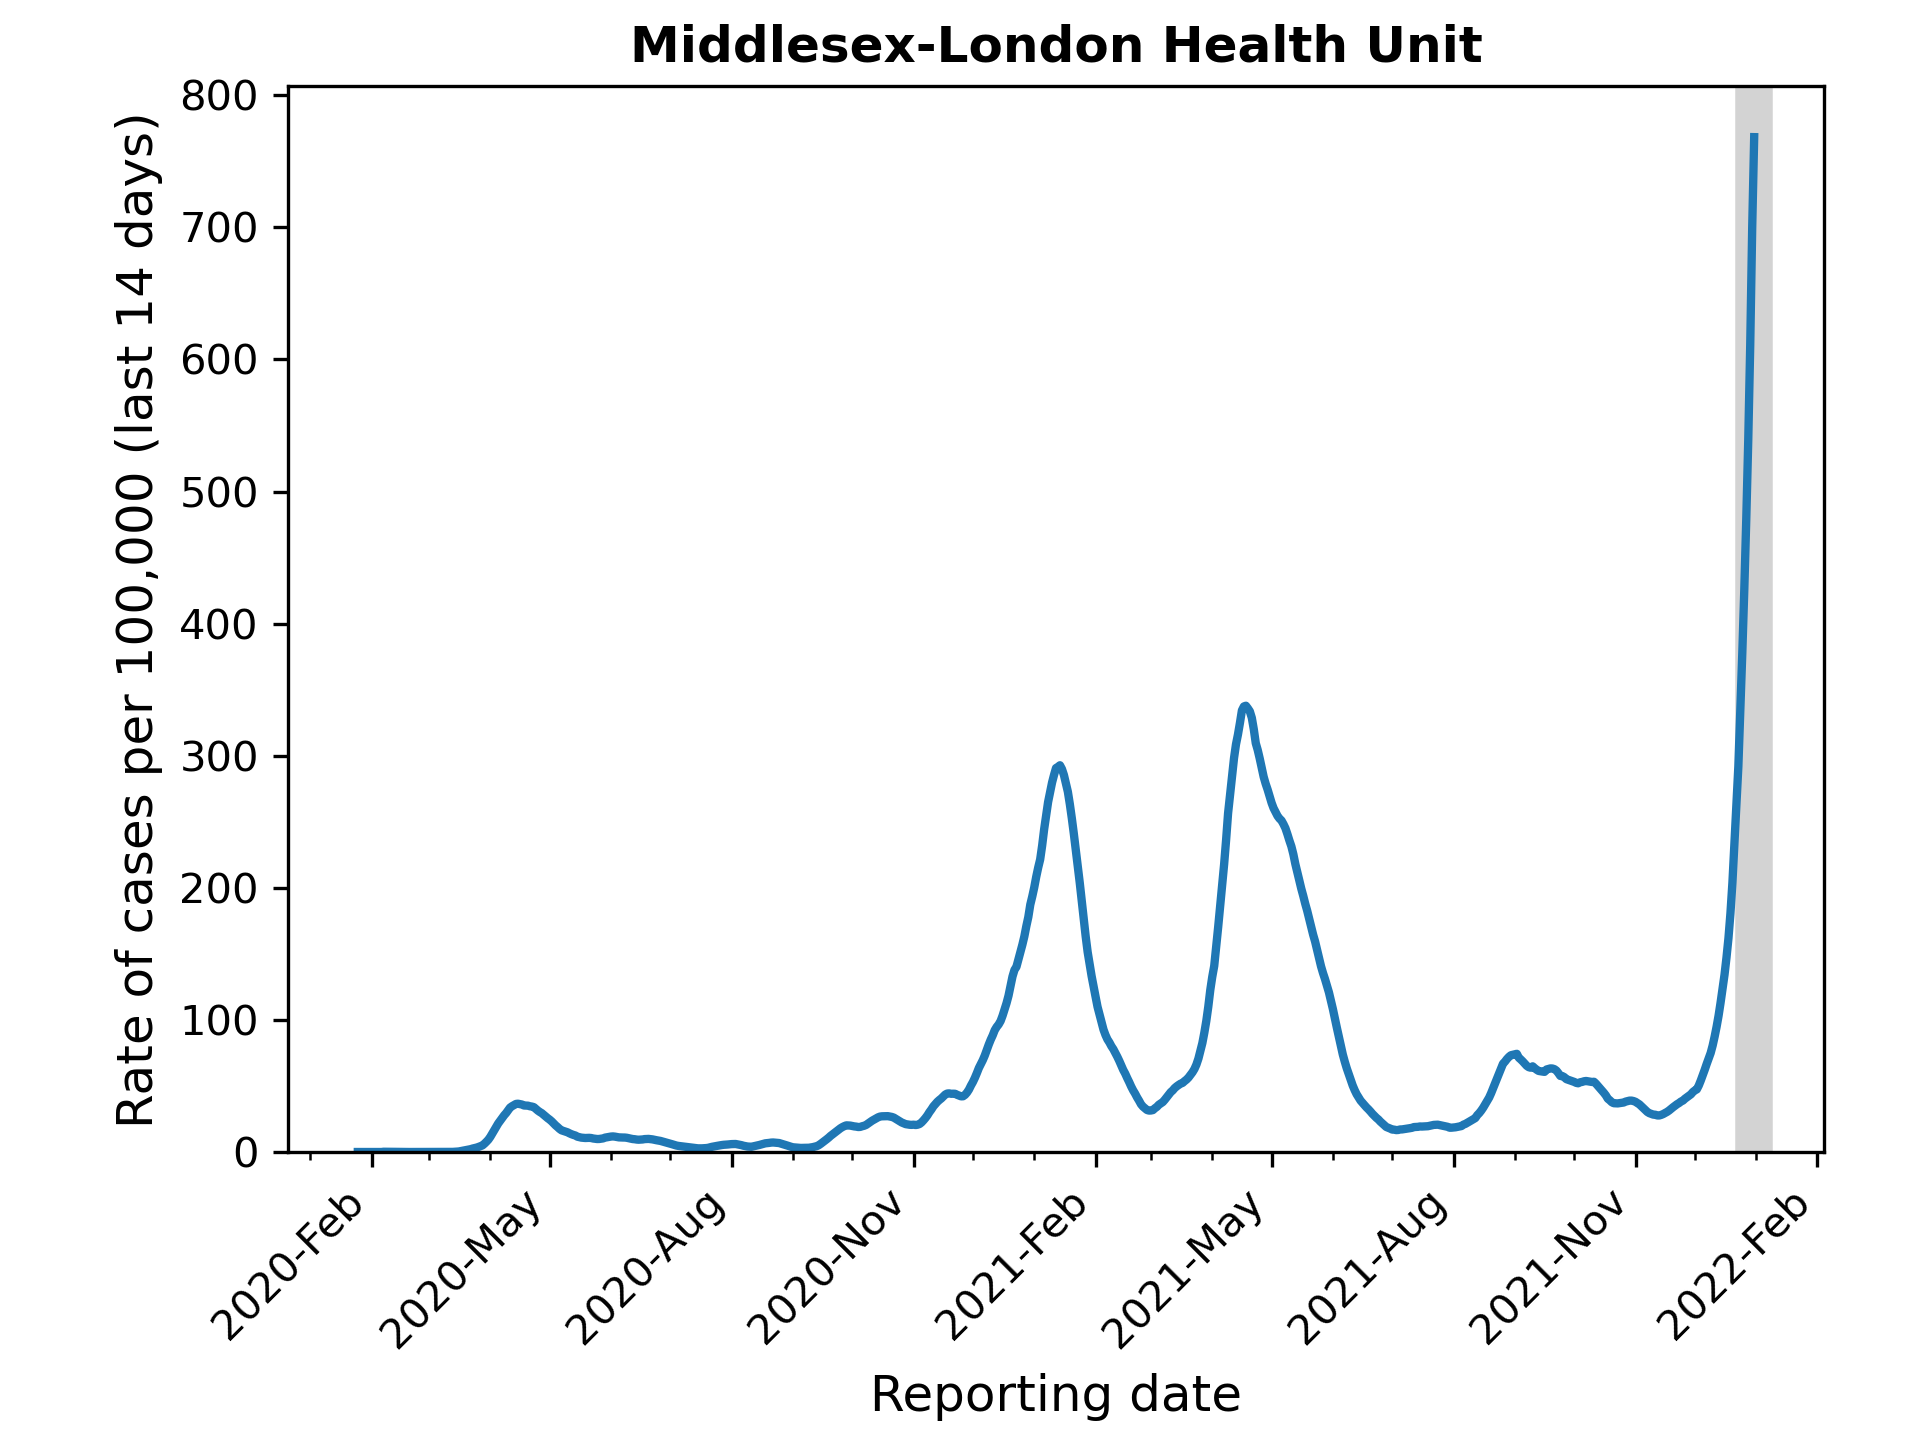 Middlesex-London Health Unit
Rate of cases per 100,000 (last 14 days)
800
700
600
500
400
300
200
100
0
2020-Feb
2020-May
2020-Aug
2020-Nov
2021-Feb
2021-May
2021-Aug
2021-Nov
2022-Feb
Reporting date